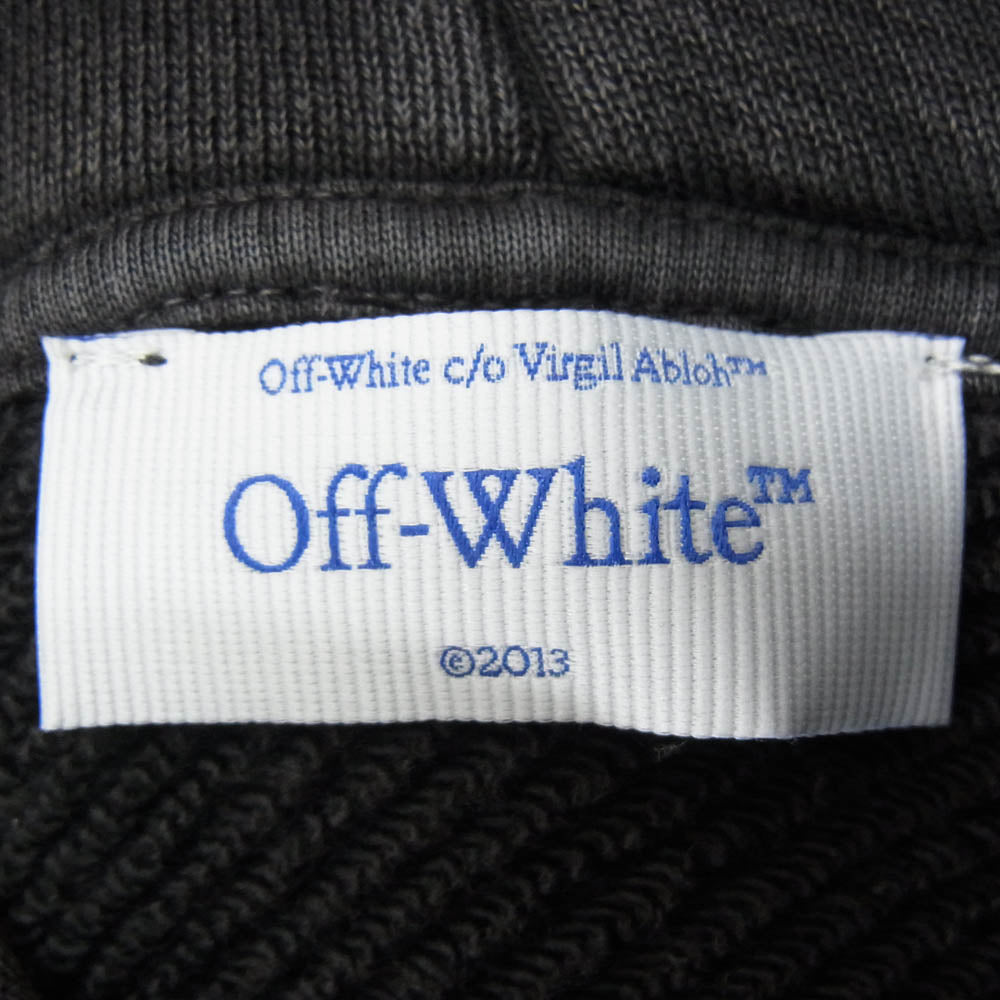 Off-White c/o Virgil Abloh™
Off-White™
©2013